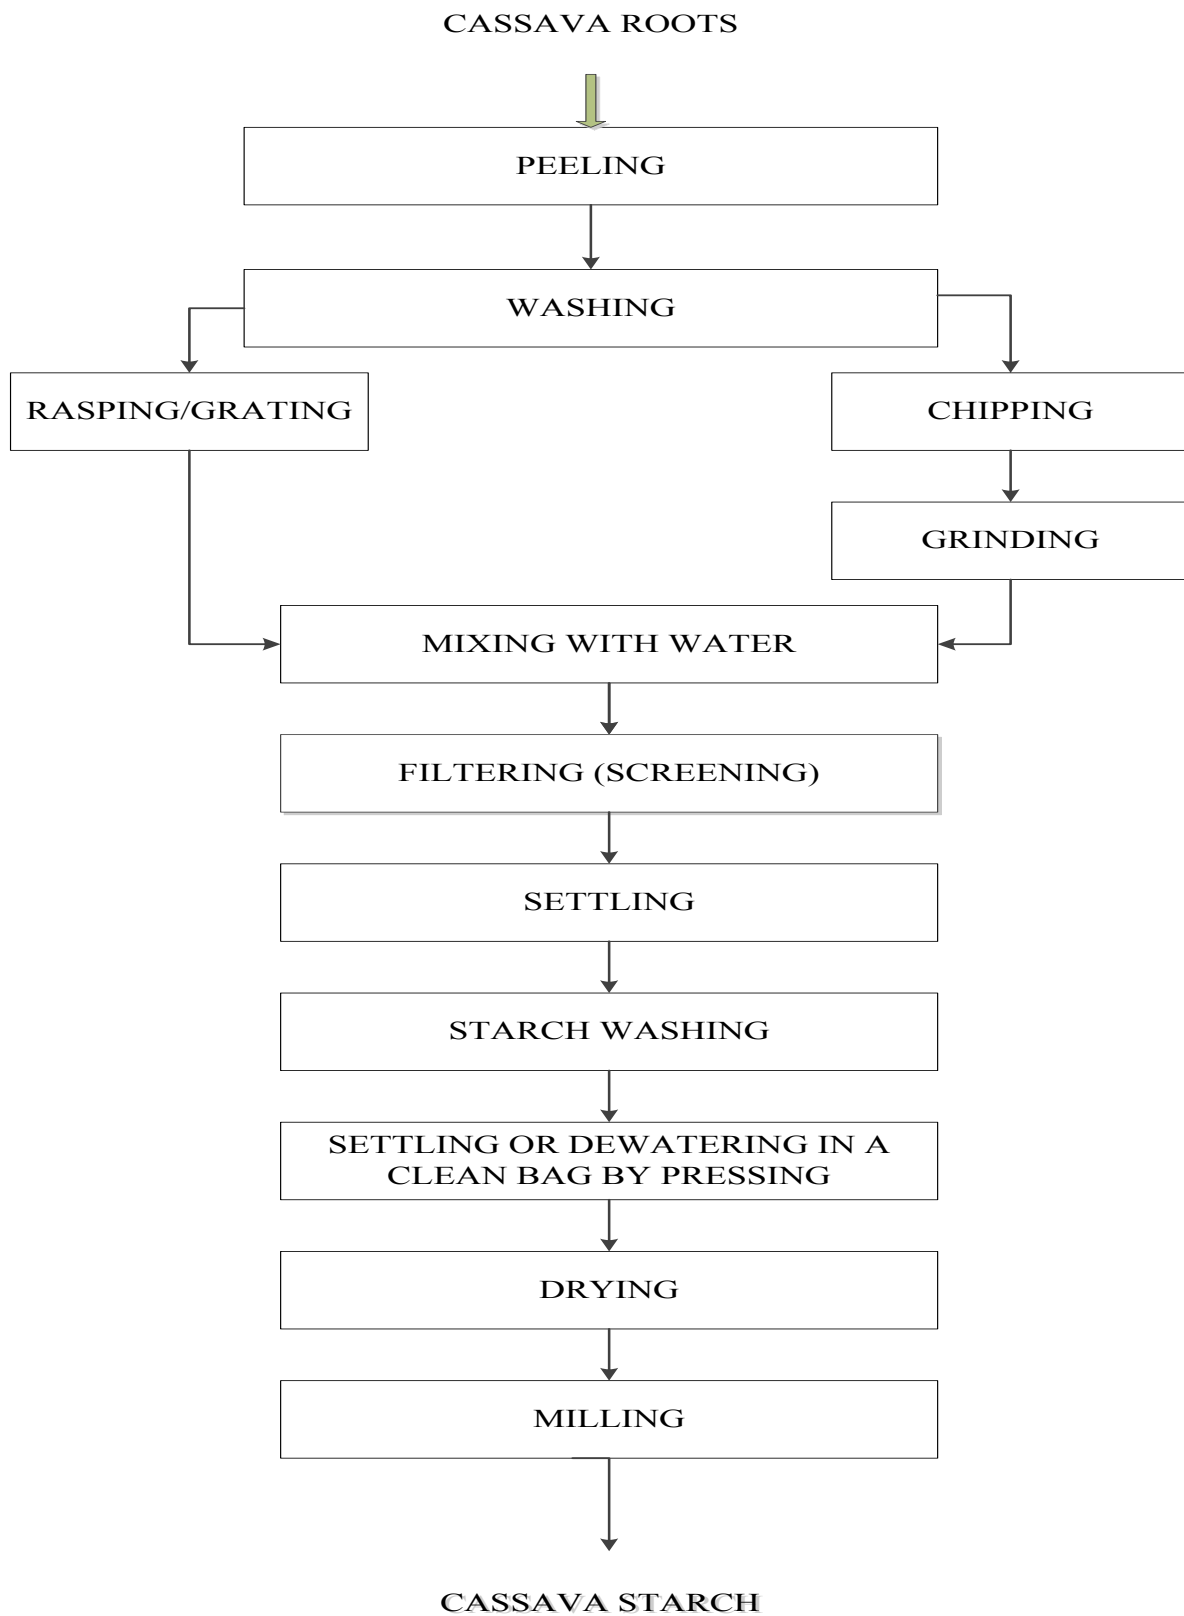 CASSAVA ROOTS
PEELING
WASHING
RASPING/GRATING
CHIPPING
GRINDING
MIXING WITH WATER
FILTERING (SCREENING)
SETTLING
STARCH WASHING
SETTLING OR DEWATERING IN A
CLEAN BAG BY PRESSING
DRYING
MILLING
CASSAVA STARCH